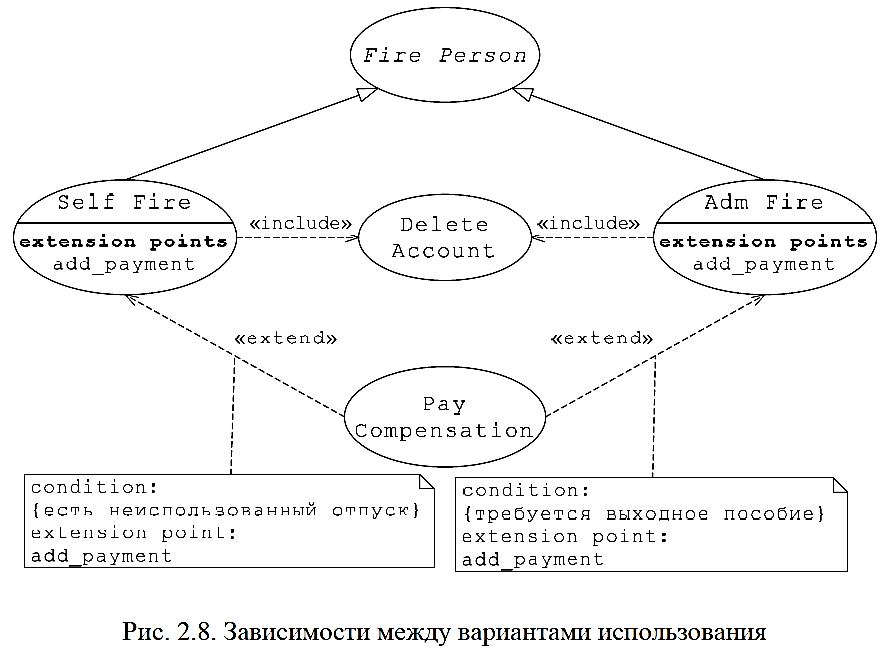 Fire Person
Self Fire
extension points
add_payment
«include»
Delete
Account
«include»
Adm Fire
extension points
add_payment
«extend»
«extend»
Pay
Compensation
condition:
{есть неиспользованный отпуск}
extension point:
add_payment
condition:
{требуется выходное пособие}
extension point:
add_payment
Рис. 2.8. Зависимости между вариантами использования